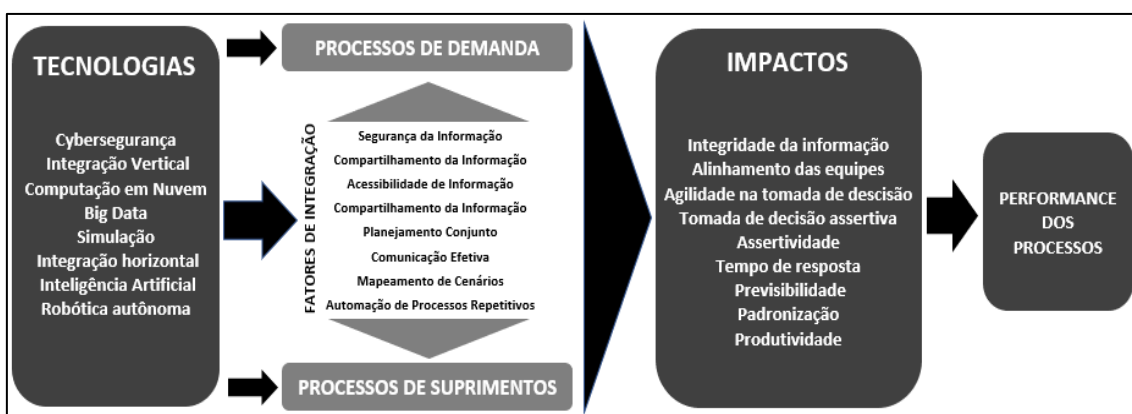 TECNOLOGIAS
Cybersegurança
Integração Vertical
Computação em Nuvem
Big Data
Simulação
Integração horizontal
Inteligência Artificial
Robótica autônoma
PROCESSOS DE DEMANDA
FATORES DE INTEGRAÇÃO
Segurança da Informação
Compartilhamento da Informação
Acessibilidade de Informação
Compartilhamento da Informação
Planejamento Conjunto
Comunicação Efetiva
Mapeamento de Cenários
Automação de Processos Repetitivos
PROCESSOS DE SUPRIMENTOS
IMPACTOS
Integridade da informação
Alinhamento das equipes
Agilidade na tomada de descisão
Tomada de decisão assertiva
Assertividade
Tempo de resposta
Previsibilidade
Padronização
Produtividade
PERFORMANCE
DOS
PROCESSOS